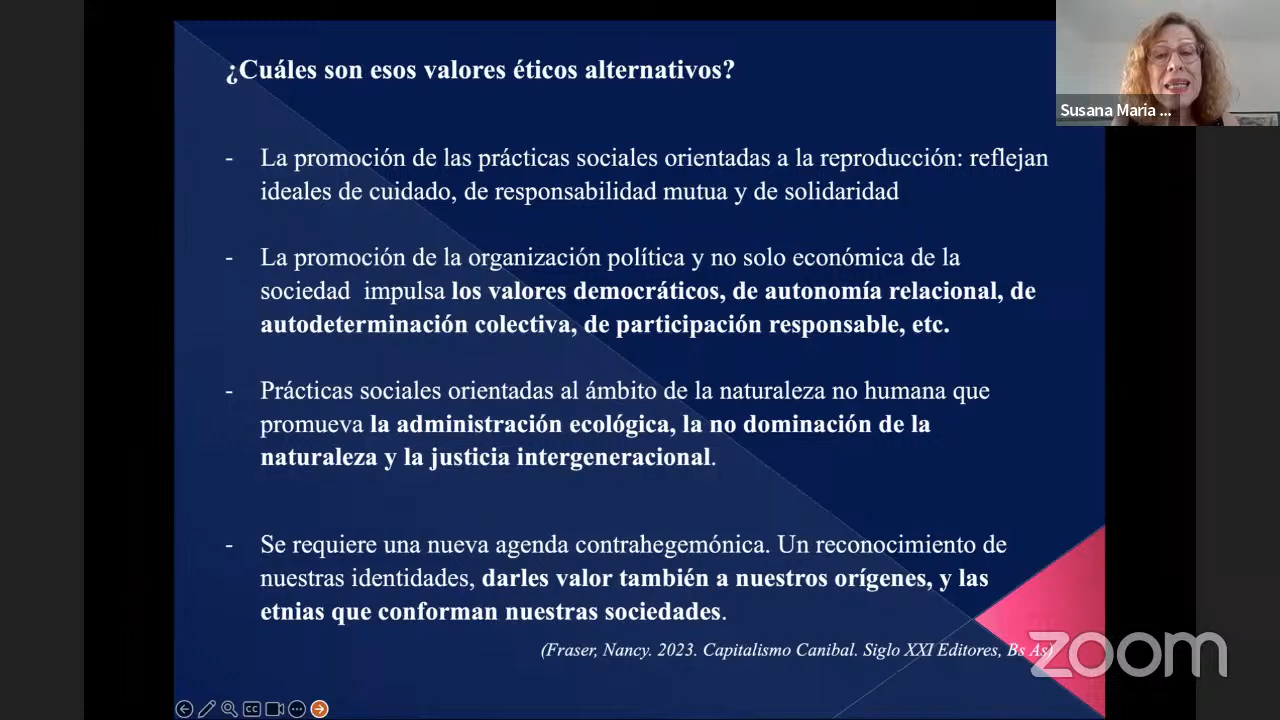 ¿Cuáles son esos valores éticos alternativos?
Susana Maria ...
- La promoción de las prácticas sociales orientadas a la reproducción: reflejan
ideales de cuidado, de responsabilidad mutua y de solidaridad
- La promoción de la organización política y no solo económica de la
sociedad impulsa los valores democráticos, de autonomía relacional, de
autodeterminación colectiva, de participación responsable, etc.
- Prácticas sociales orientadas al ámbito de la naturaleza no humana que
promueva la administración ecológica, la no dominación de la
naturaleza y la justicia intergeneracional.
- Se requiere una nueva agenda contrahegemónica. Un reconocimiento de
nuestras identidades, darles valor también a nuestros orígenes, y las
etnias que conforman nuestras sociedades.
(Fraser, Nancy. 2023. Capitalismo Canibal. Siglo XXI Editores, Bs As)
zoom
CC